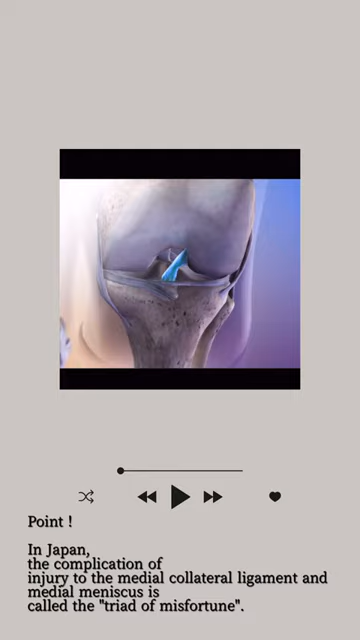 Point !
In Japan,
the complication of
injury to the medial collateral ligament and
medial meniscus is
called the "triad of misfortune".